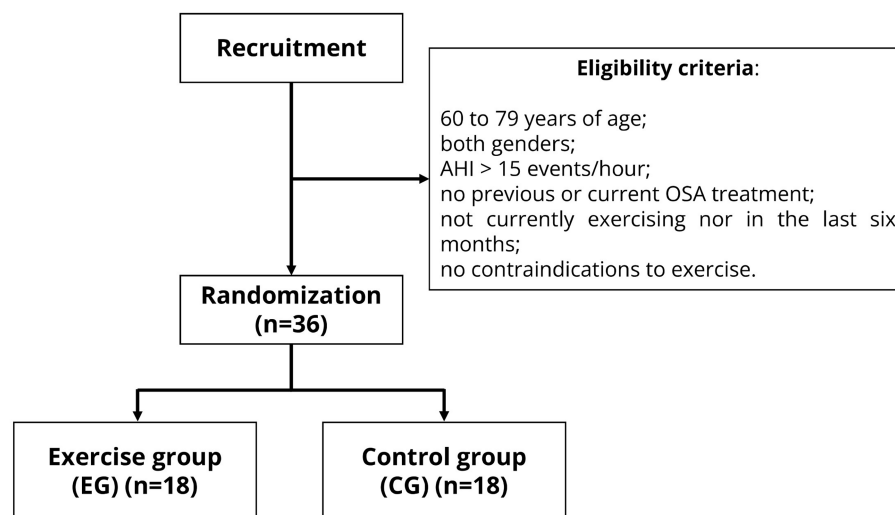 Recruitment
Eligibility criteria:
60 to 79 years of age;
both genders;
AHI > 15 events/hour;
no previous or current OSA treatment;
not currently exercising nor in the last six
months;
no contraindications to exercise.
Randomization
(n=36)
Exercise group
(EG) (n=18)
Control group
(CG) (n=18)